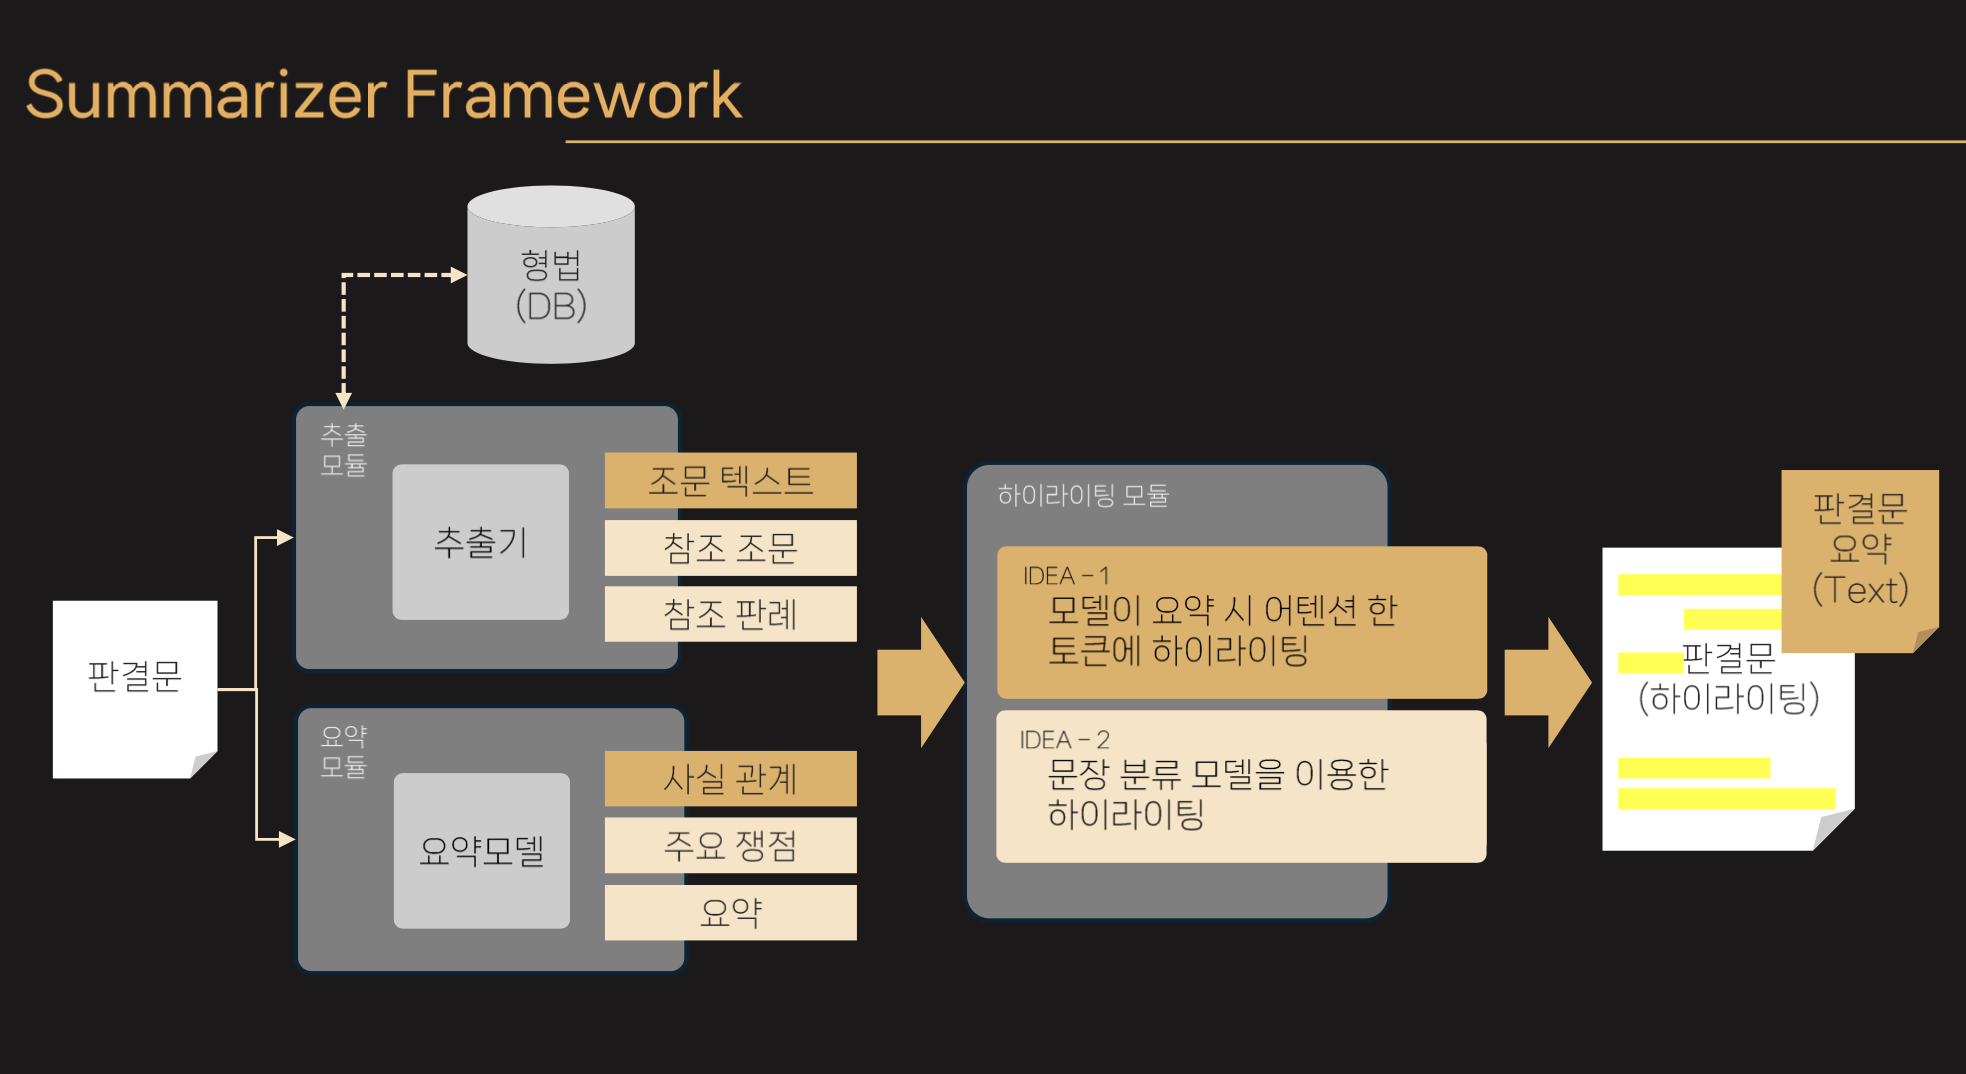 Summarizer Framework
형법
(DB)
추출
모듈
추출기
조문 텍스트
참조 조문
참조 판례
판결문
요약
모듈
요약모델
사실 관계
주요 쟁점
요약
하이라이팅 모듈
IDEA – 1
모델이 요약 시 어텐션 한
토큰에 하이라이팅
IDEA – 2
문장 분류 모델을 이용한
하이라이팅
판결문
요약
(Text)
판결문
(하이라이팅)